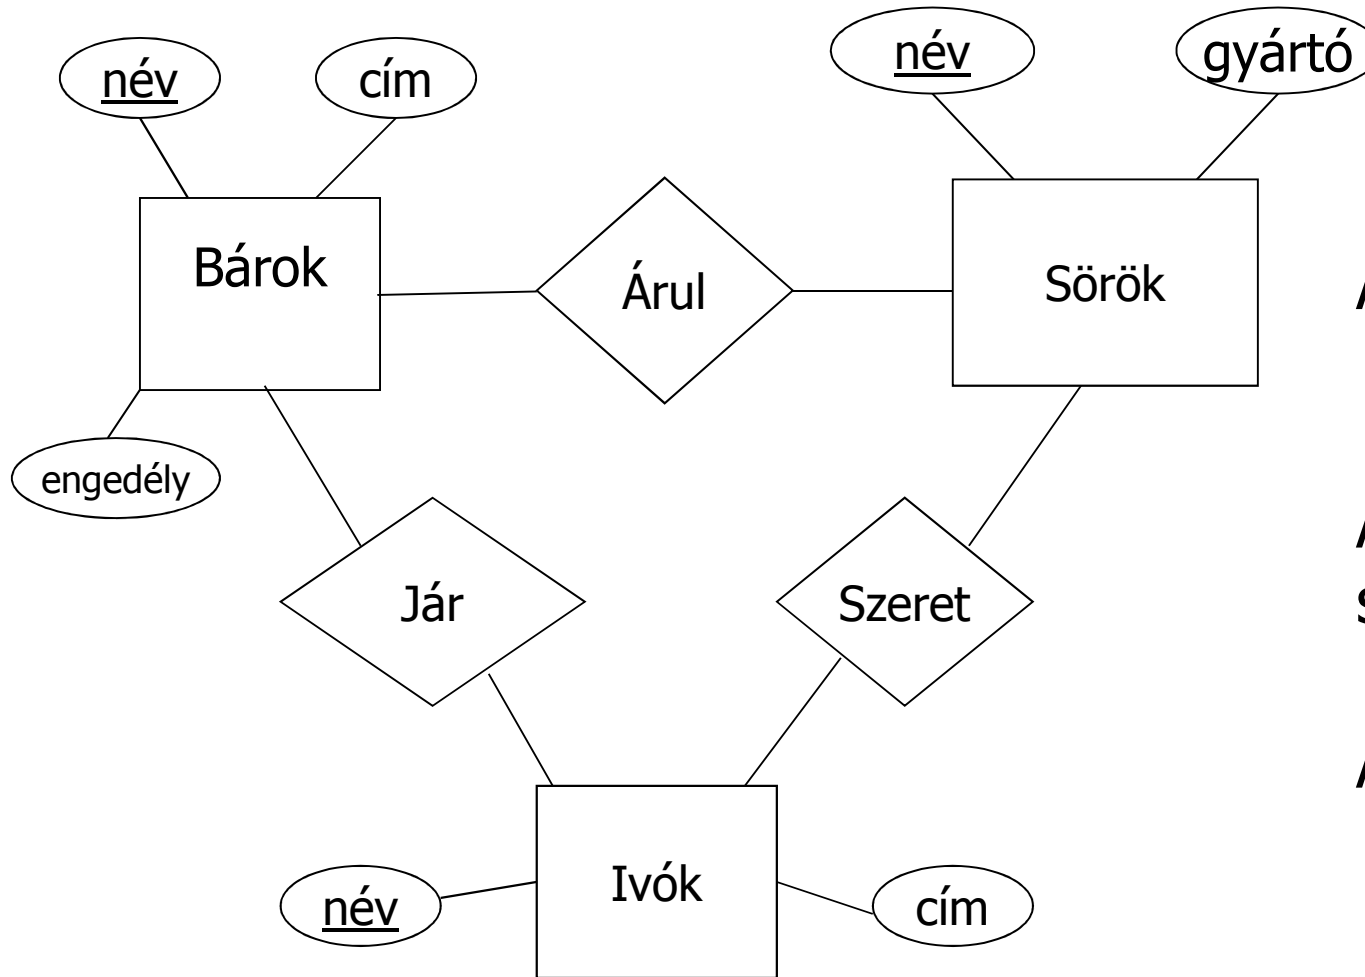 név
cím
név
gyártó
Bárok
Árul
Sörök
engedély
Jár
Szeret
Ivók
név
cím